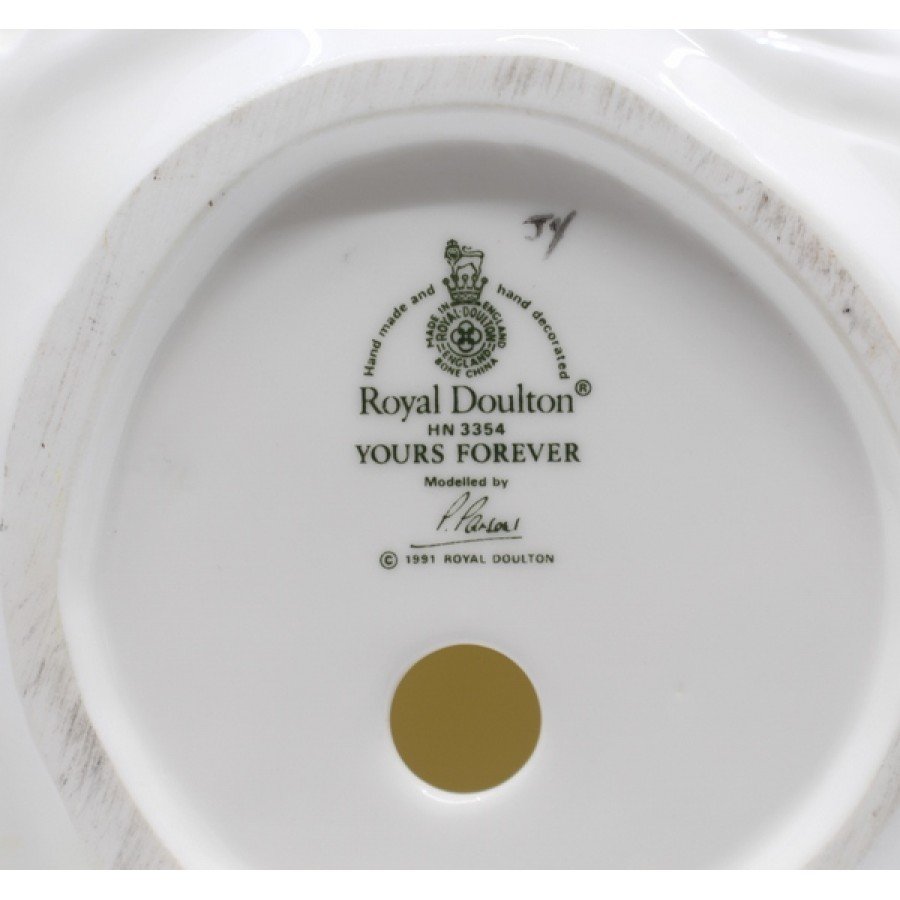 JY
Hand made and hand decorated
MADE IN ENGLAND
ROYAL DOULTON
ENGLAND
BONE CHINA
Royal Doulton®
HN 3354
YOURS FOREVER
Modelled by
P. Parsons
© 1991 ROYAL DOULTON